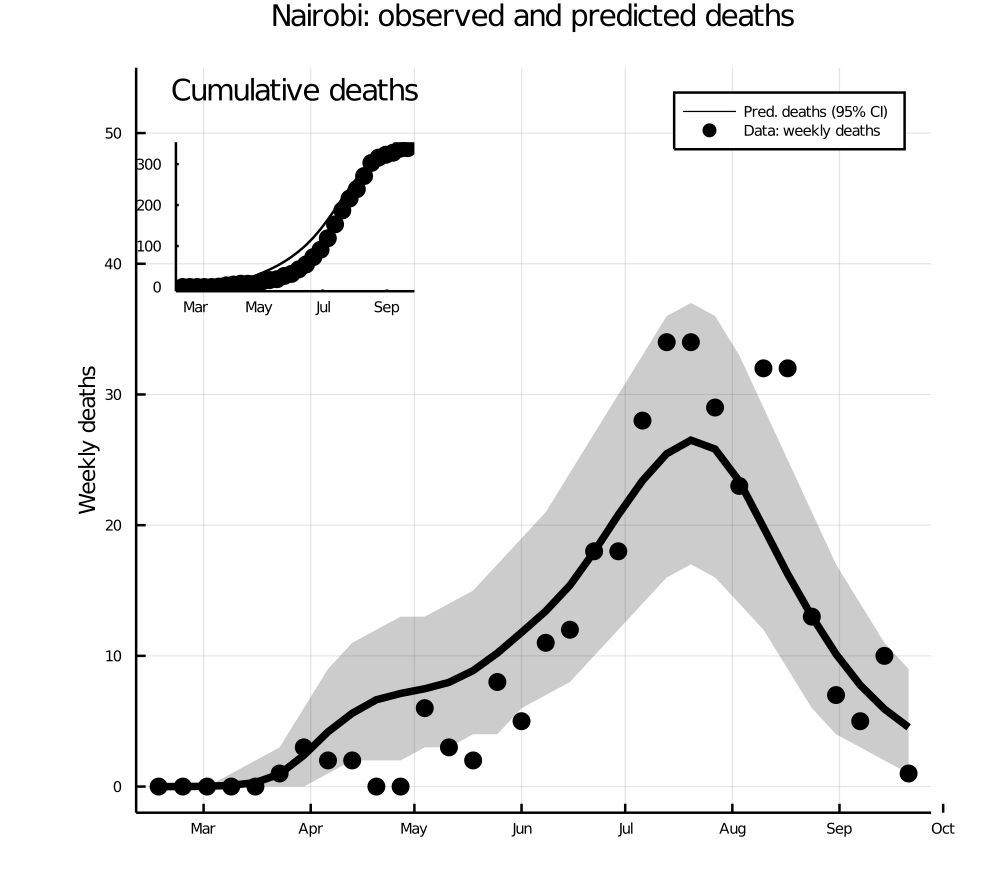 Nairobi: observed and predicted deaths
Cumulative deaths
Pred. deaths (95% CI)
Data: weekly deaths
300
200
100
0
Mar May Jul Sep
Weekly deaths
50
40
30
20
10
0
Mar Apr May Jun Jul Aug Sep Oct